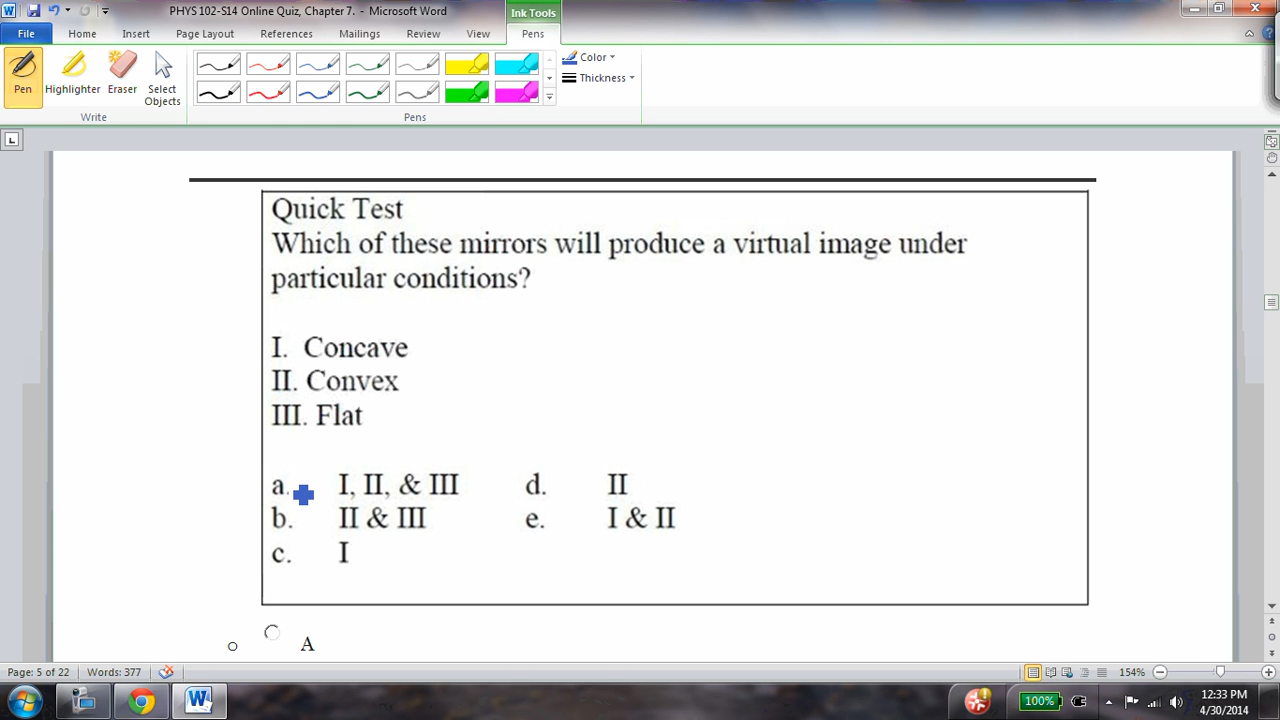 PHYS 102-S14 Online Quiz, Chapter 7. - Microsoft Word
Ink Tools
File Home Insert Page Layout References Mailings Review View Pens
Pen Highlighter Eraser Select Objects
Color
Thickness
Write Pens
Quick Test
Which of these mirrors will produce a virtual image under
particular conditions?
I. Concave
II. Convex
III. Flat
a. I, II, & III d. II
b. II & III e. I & II
c. I
A
Page: 5 of 22 Words: 377 154%
100% 12:33 PM
4/30/2014